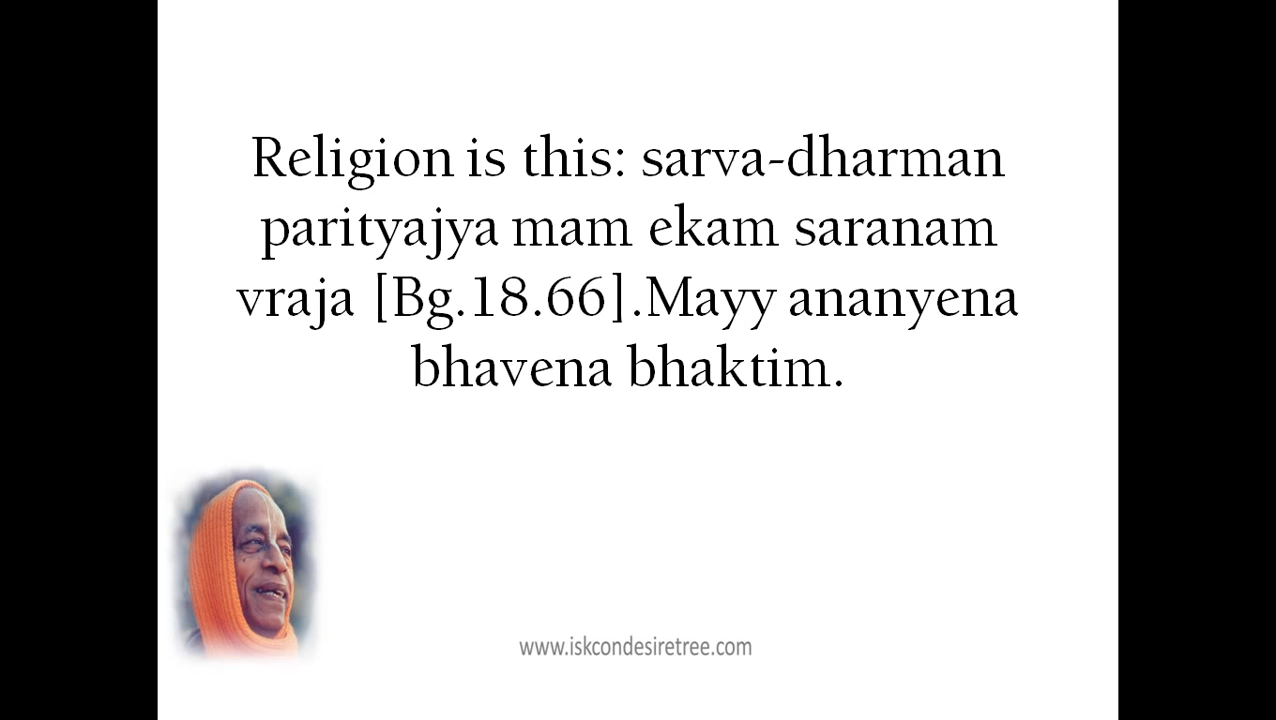 Religion is this: sarva-dharman
parityajya mam ekam saranam
vraja [Bg.18.66].Mayy ananyena
bhavena bhaktim.
www.iskcondesiretree.com